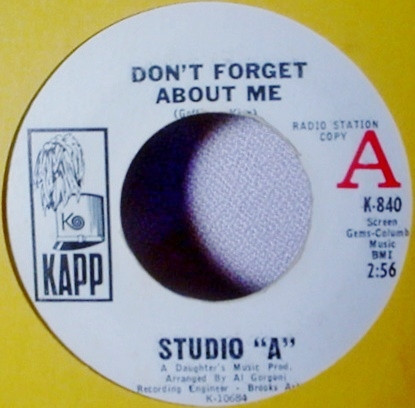 DON'T FORGET
ABOUT ME
RADIO STATION
COPY
A
K-840
Screen
Gems-Columb
Music
BMI
2:56
K
KAPP
STUDIO "A"
A Daughter's Music Prod.
Arranged By Al Gorgoni
Recording Engineer - Brooks
K-10684